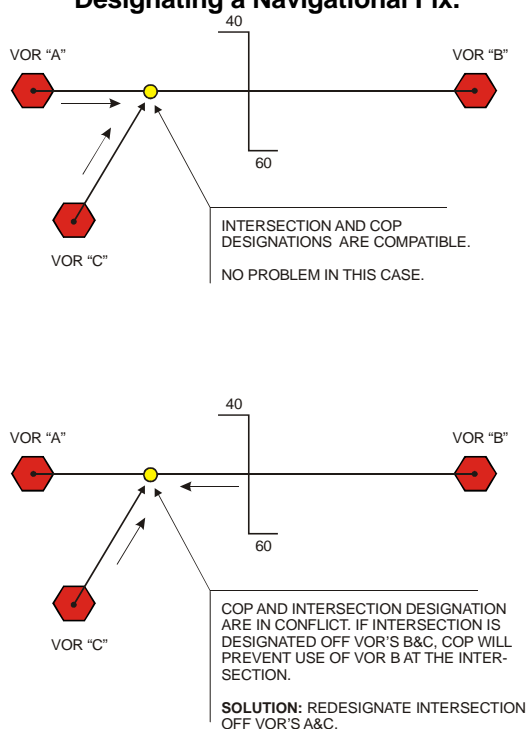 Designating a Navigational Fix.
40
VOR “A”
VOR “B”
60
INTERSECTION AND COP
DESIGNATIONS ARE COMPATIBLE.
NO PROBLEM IN THIS CASE.
VOR “C”
40
VOR “A”
VOR “B”
60
COP AND INTERSECTION DESIGNATION
ARE IN CONFLICT. IF INTERSECTION IS
DESIGNATED OFF VOR'S B&C, COP WILL
PREVENT USE OF VOR B AT THE INTER-
SECTION.
VOR “C”
SOLUTION: REDESIGNATE INTERSECTION
OFF VOR'S A&C.